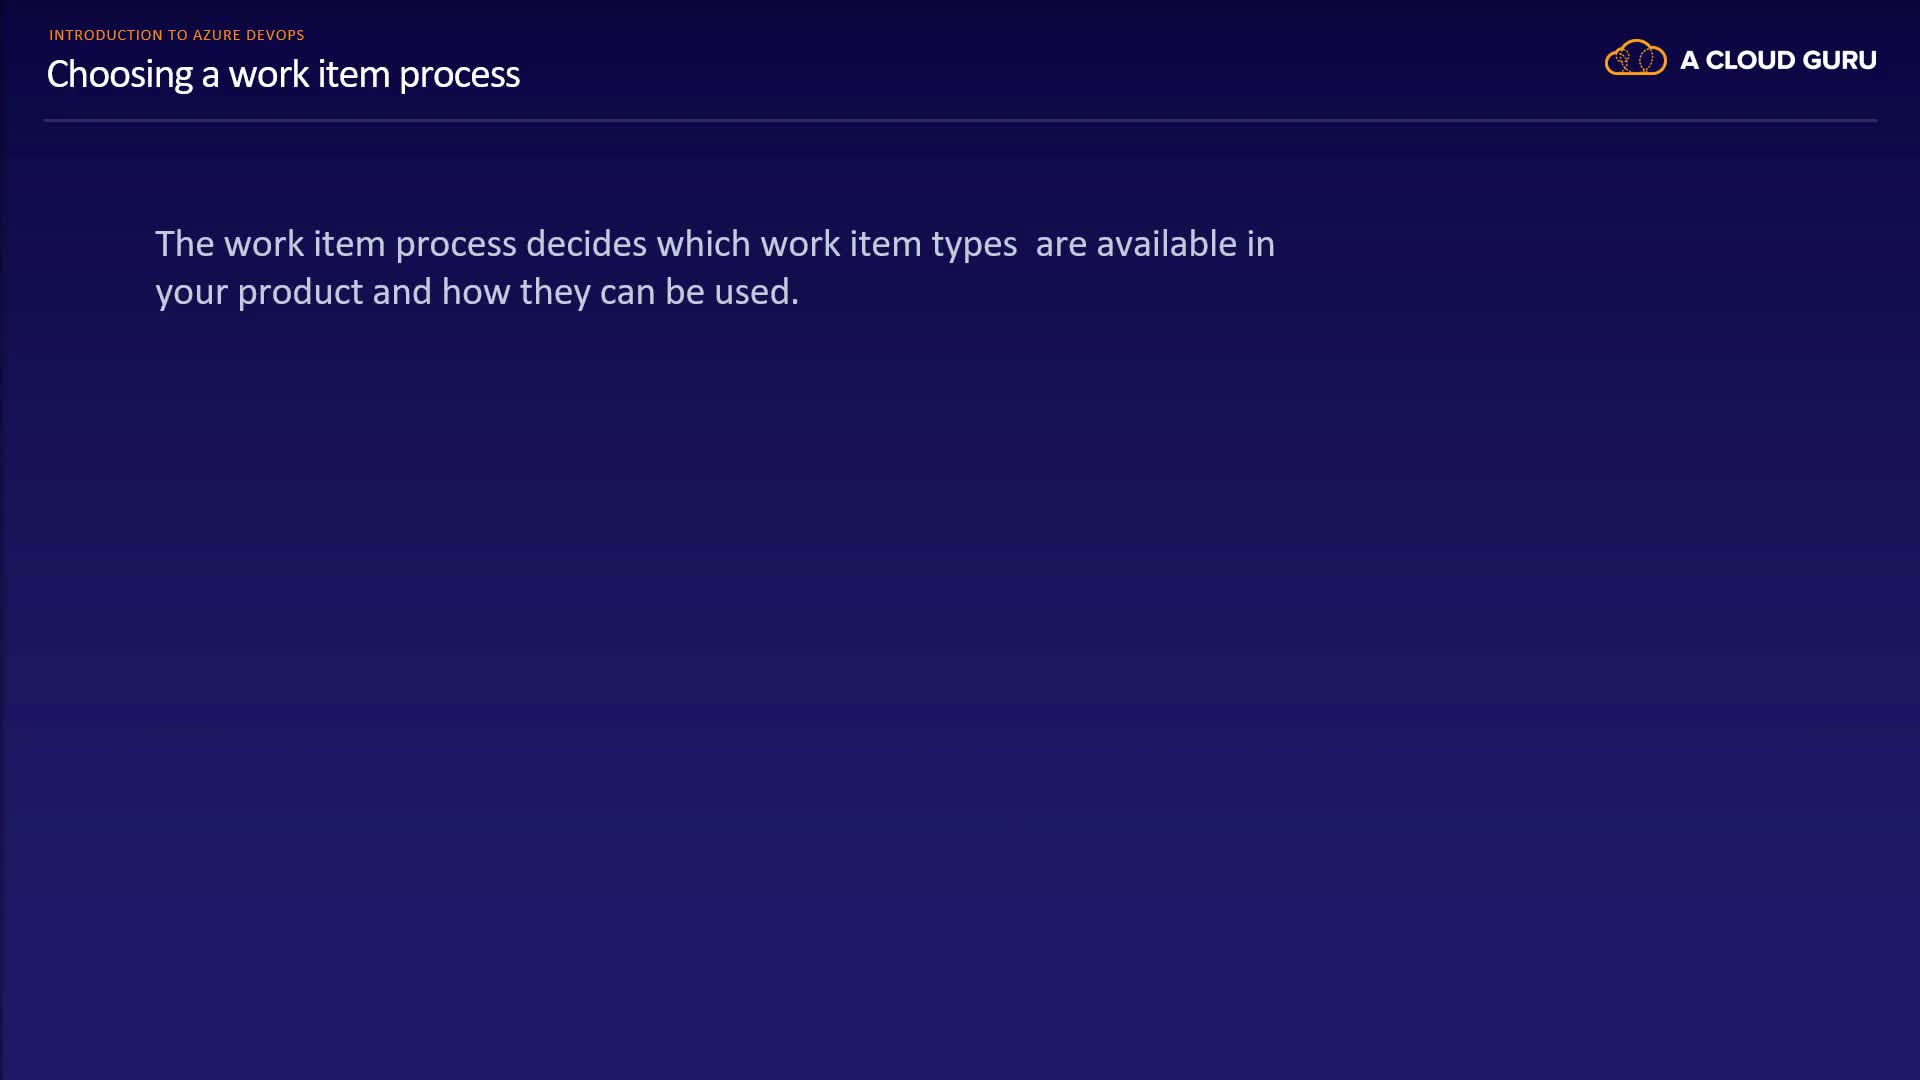 INTRODUCTION TO AZURE DEVOPS
Choosing a work item process
A CLOUD GURU
The work item process decides which work item types  are available in
your product and how they can be used.